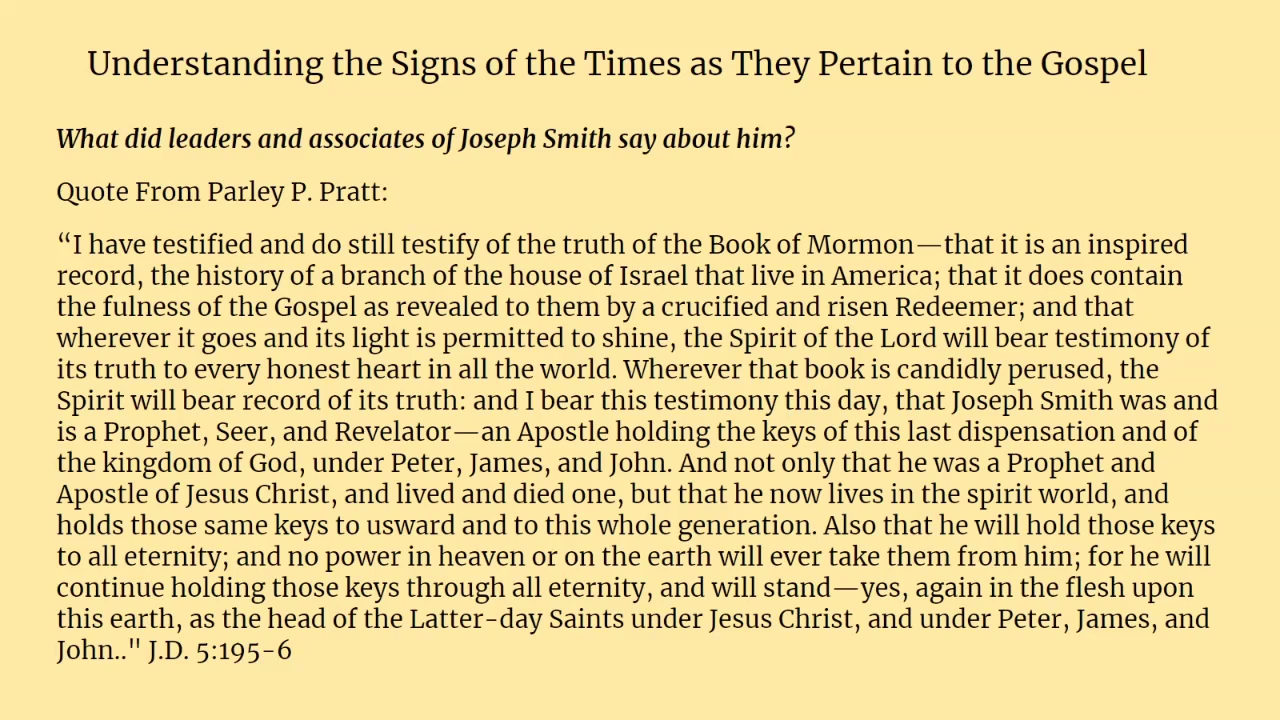 Understanding the Signs of the Times as They Pertain to the Gospel
What did leaders and associates of Joseph Smith say about him?
Quote From Parley P. Pratt:
“I have testified and do still testify of the truth of the Book of Mormon—that it is an inspired
record, the history of a branch of the house of Israel that live in America; that it does contain
the fulness of the Gospel as revealed to them by a crucified and risen Redeemer; and that
wherever it goes and its light is permitted to shine, the Spirit of the Lord will bear testimony of
its truth to every honest heart in all the world. Wherever that book is candidly perused, the
Spirit will bear record of its truth: and I bear this testimony this day, that Joseph Smith was and
is a Prophet, Seer, and Revelator—an Apostle holding the keys of this last dispensation and of
the kingdom of God, under Peter, James, and John. And not only that he was a Prophet and
Apostle of Jesus Christ, and lived and died one, but that he now lives in the spirit world, and
holds those same keys to usward and to this whole generation. Also that he will hold those keys
to all eternity; and no power in heaven or on the earth will ever take them from him; for he will
continue holding those keys through all eternity, and will stand—yes, again in the flesh upon
this earth, as the head of the Latter-day Saints under Jesus Christ, and under Peter, James, and
John.." J.D. 5:195-6